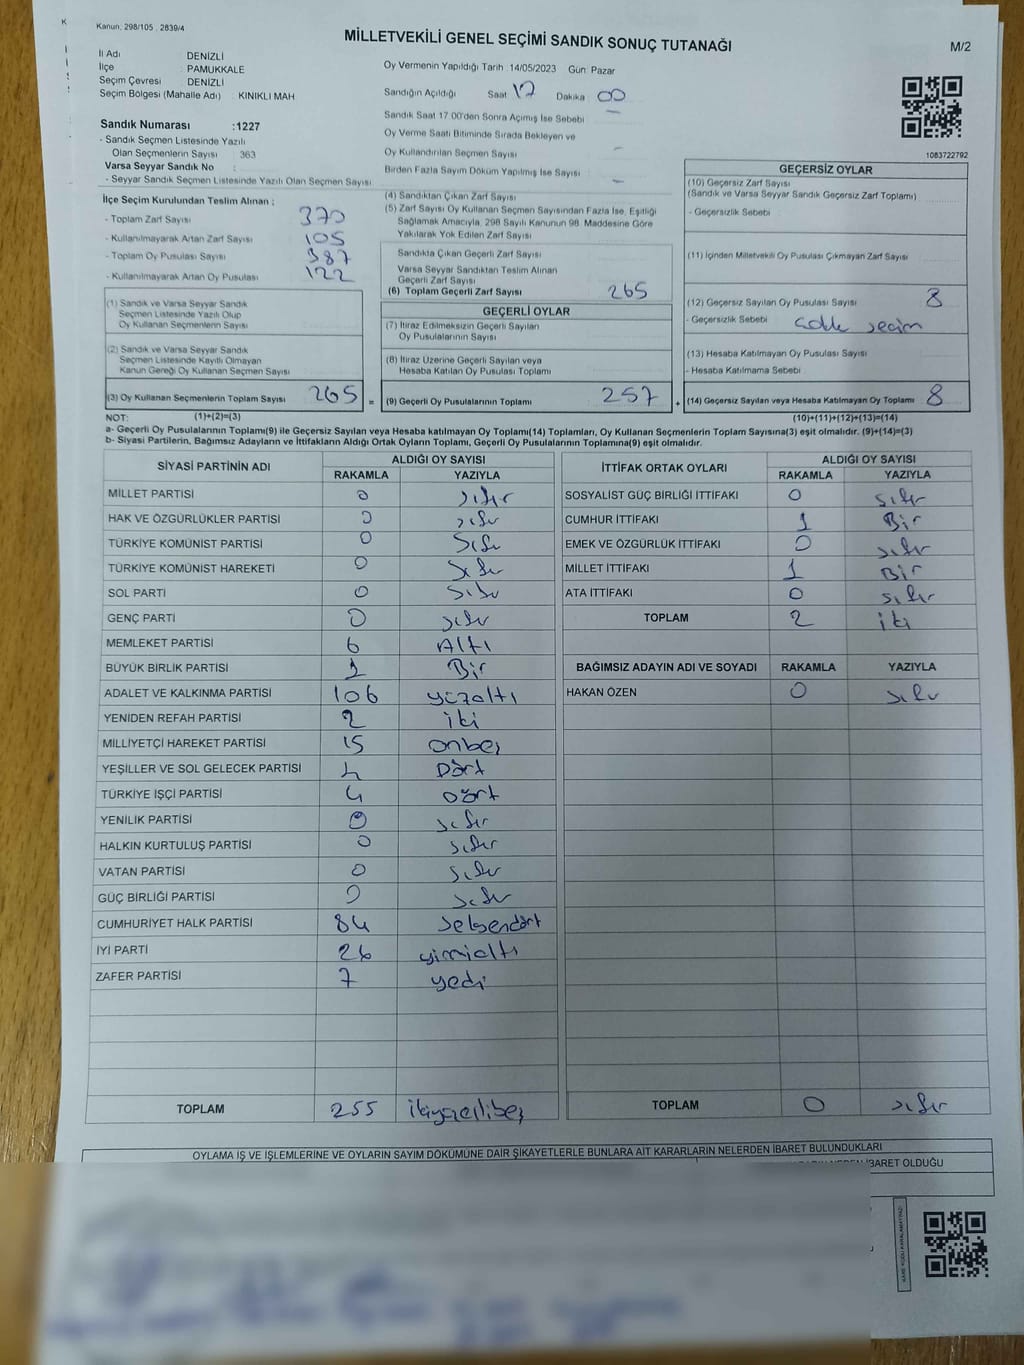 Kanun: 298/105 , 2839/4
MİLLETVEKİLİ GENEL SEÇİMİ SANDIK SONUÇ TUTANAĞI
M/2
İl Adı DENİZLİ
İlçe PAMUKKALE
Seçim Çevresi DENİZLİ
Seçim Bölgesi (Mahalle Adı) : KINIKLI MAH
Sandık Numarası :1227
- Sandık Seçmen Listesinde Yazılı
Olan Seçmenlerin Sayısı : 363
Varsa Seyyar Sandık No :
- Seyyar Sandık Seçmen Listesinde Yazılı Olan Seçmen Sayısı
Oy Vermenin Yapıldığı Tarih :14/05/2023 Gün: Pazar
Sandığın Açıldığı Saat 17 Dakika 00
Sandık Saat 17.00'den Sonra Açımış İse Sebebi —
Oy Verme Saati Bitiminde Sırada Bekleyen ve
Oy Kullandırılan Seçmen Sayısı –
Birden Fazla Sayım Döküm Yapılmış İse Sayısı –
1083722792
İlçe Seçim Kurulundan Teslim Alınan ;
- Toplam Zarf Sayısı 370
- Kullanılmayarak Artan Zarf Sayısı 105
- Toplam Oy Pusulası Sayısı 387
- Kullanılmayarak Artan Oy Pusulası 122
(1) Sandık ve Varsa Seyyar Sandık
Seçmen Listesinde Yazılı Olup
Oy Kullanan Seçmenlerin Sayısı
(2) Sandık ve Varsa Seyyar Sandık
Seçmen Listesinde Kayıtlı Olmayan
Kanun Gereği Oy Kullanan Seçmen Sayısı
(3) Oy Kullanan Seçmenlerin Toplam Sayısı 265 =
(4) Sandıktan Çıkan Zarf Sayısı
(5) Zarf Sayısı Oy Kullanan Seçmen Sayısından Fazla İse, Eşitliği
Sağlamak Amacıyla, 298 Sayılı Kanunun 98. Maddesine Göre
Yakılarak Yok Edilen Zarf Sayısı
Sandıkta Çıkan Geçerli Zarf Sayısı
Varsa Seyyar Sandıktan Teslim Alınan
Geçerli Zarf Sayısı
(6) Toplam Geçerli Zarf Sayısı 265
GEÇERLİ OYLAR
(7) İtiraz Edilmeksizin Geçerli Sayılan
Oy Pusulalarının Sayısı
(8) İtiraz Üzerine Geçerli Sayılan veya
Hesaba Katılan Oy Pusulası Toplamı
(9) Geçerli Oy Pusulalarının Toplamı 257 +
GEÇERSİZ OYLAR
(10) Geçersiz Zarf Sayısı
(Sandık ve Varsa Seyyar Sandık Geçersiz Zarf Toplamı)
- Geçersizlik Sebebi
(11) İçinden Milletvekili Oy Pusulası Çıkmayan Zarf Sayısı
(12) Geçersiz Sayılan Oy Pusulası Sayısı 8
- Geçersizlik Sebebi seçim
(13) Hesaba Katılmayan Oy Pusulası Sayısı
- Hesaba Katılmama Sebebi
(14) Geçersiz Sayılan veya Hesaba Katılmayan Oy Toplamı 8
NOT: (1)+(2)=(3) (10)+(11)+(12)+(13)=(14)
a- Geçerli Oy Pusulalarının Toplamı(9) ile Geçersiz Sayılan veya Hesaba katılmayan Oy Toplamı(14) Toplamları, Oy Kullanan Seçmenlerin Toplam Sayısına(3) eşit olmalıdır. (9)+(14)=(3)
b- Siyasi Partilerin, Bağımsız Adayların ve İttifakların Aldığı Ortak Oyların Toplamı, Geçerli Oy Pusulalarının Toplamına(9) eşit olmalıdır.
SİYASİ PARTİNİN ADI ALDIĞI OY SAYISI
RAKAMLA YAZIYLA
MİLLET PARTİSİ 0 sıfır
HAK VE ÖZGÜRLÜKLER PARTİSİ 0 sıfır
TÜRKİYE KOMÜNİST PARTİSİ 0 sıfır
TÜRKİYE KOMÜNİST HAREKETİ 0 sıfır
SOL PARTİ 0 sıfır
GENÇ PARTİ 0 sıfır
MEMLEKET PARTİSİ 6 Altı
BÜYÜK BİRLİK PARTİSİ 1 Bir
ADALET VE KALKINMA PARTİSİ 106 yüzaltı
YENİDEN REFAH PARTİSİ 2 iki
MİLLİYETÇİ HAREKET PARTİSİ 15 onbeş
YEŞİLLER VE SOL GELECEK PARTİSİ 4 Dört
TÜRKİYE İŞÇİ PARTİSİ 4 Dört
YENİLİK PARTİSİ 0 sıfır
HALKIN KURTULUŞ PARTİSİ 0 sıfır
VATAN PARTİSİ 0 sıfır
GÜÇ BİRLİĞİ PARTİSİ 0 sıfır
CUMHURİYET HALK PARTİSİ 84 seksendört
İYİ PARTİ 26 yirmialtı
ZAFER PARTİSİ 7 yedi
TOPLAM 255 ikiyüzellibeş
İTTİFAK ORTAK OYLARI ALDIĞI OY SAYISI
RAKAMLA YAZIYLA
SOSYALİST GÜÇ BİRLİĞİ İTTİFAKI 0 sıfır
CUMHUR İTTİFAKI 1 Bir
EMEK VE ÖZGÜRLÜK İTTİFAKI 0 sıfır
MİLLET İTTİFAKI 1 Bir
ATA İTTİFAKI 0 sıfır
TOPLAM 2 iki
BAĞIMSIZ ADAYIN ADI VE SOYADI RAKAMLA YAZIYLA
HAKAN ÖZEN 0 sıfır
TOPLAM 0 sıfır
OYLAMA İŞ VE İŞLEMLERİNE VE OYLARIN SAYIM DÖKÜMÜNE DAİR ŞİKAYETLERLE BUNLARA AİT KARARLARIN NELERDEN İBARET BULUNDUKLARI
İBARET OLDUĞU